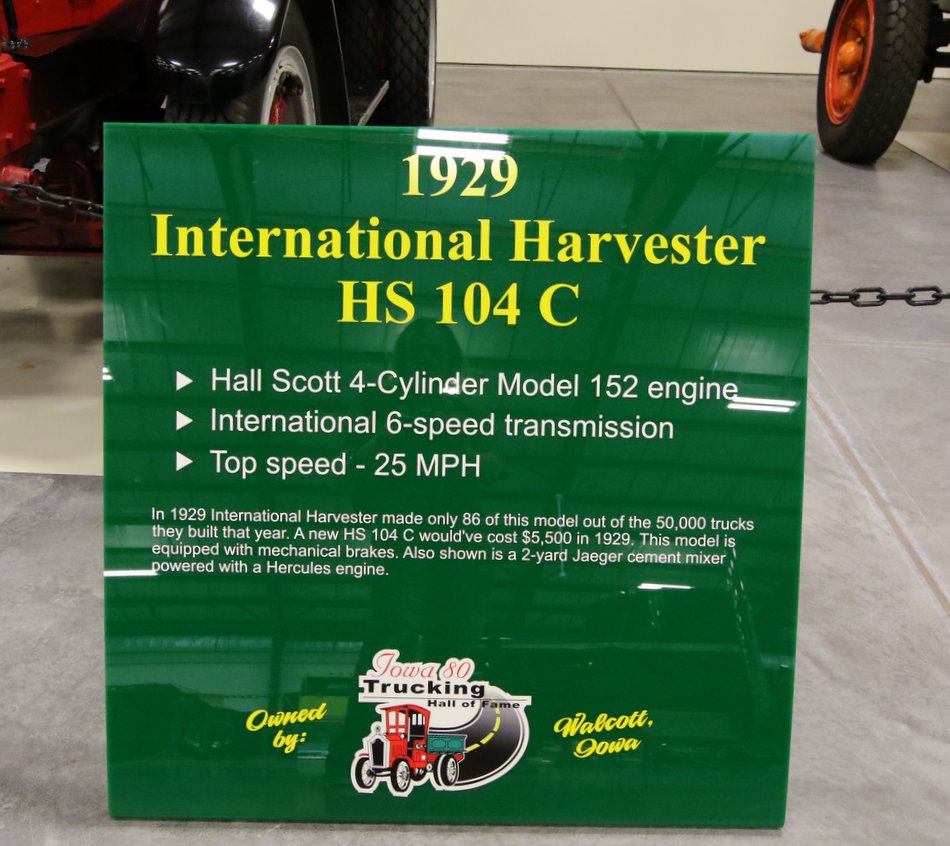 1929
International Harvester
HS 104 C
► Hall Scott 4-Cylinder Model 152 engine
► International 6-speed transmission
► Top speed - 25 MPH
In 1929 International Harvester made only 86 of this model out of the 50,000 trucks
they built that year. A new HS 104 C would've cost $5,500 in 1929. This model is
equipped with mechanical brakes. Also shown is a 2-yard Jaeger cement mixer
powered with a Hercules engine.
Owned
by:
Iowa 80
Trucking
Hall of Fame
Walcott,
Iowa